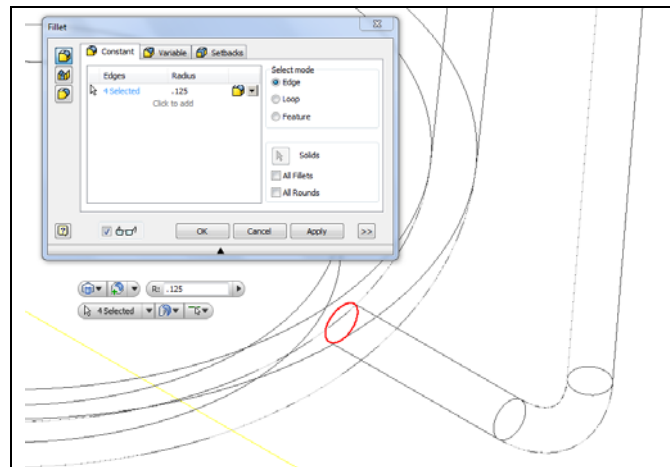 Fillet
Constant Variable Setbacks
Edges Radius
4 Selected .125
Click to add
Select mode
Edge
Loop
Feature
Solids
All Fillets
All Rounds
? OK Cancel Apply >>
R: .125
4 Selected